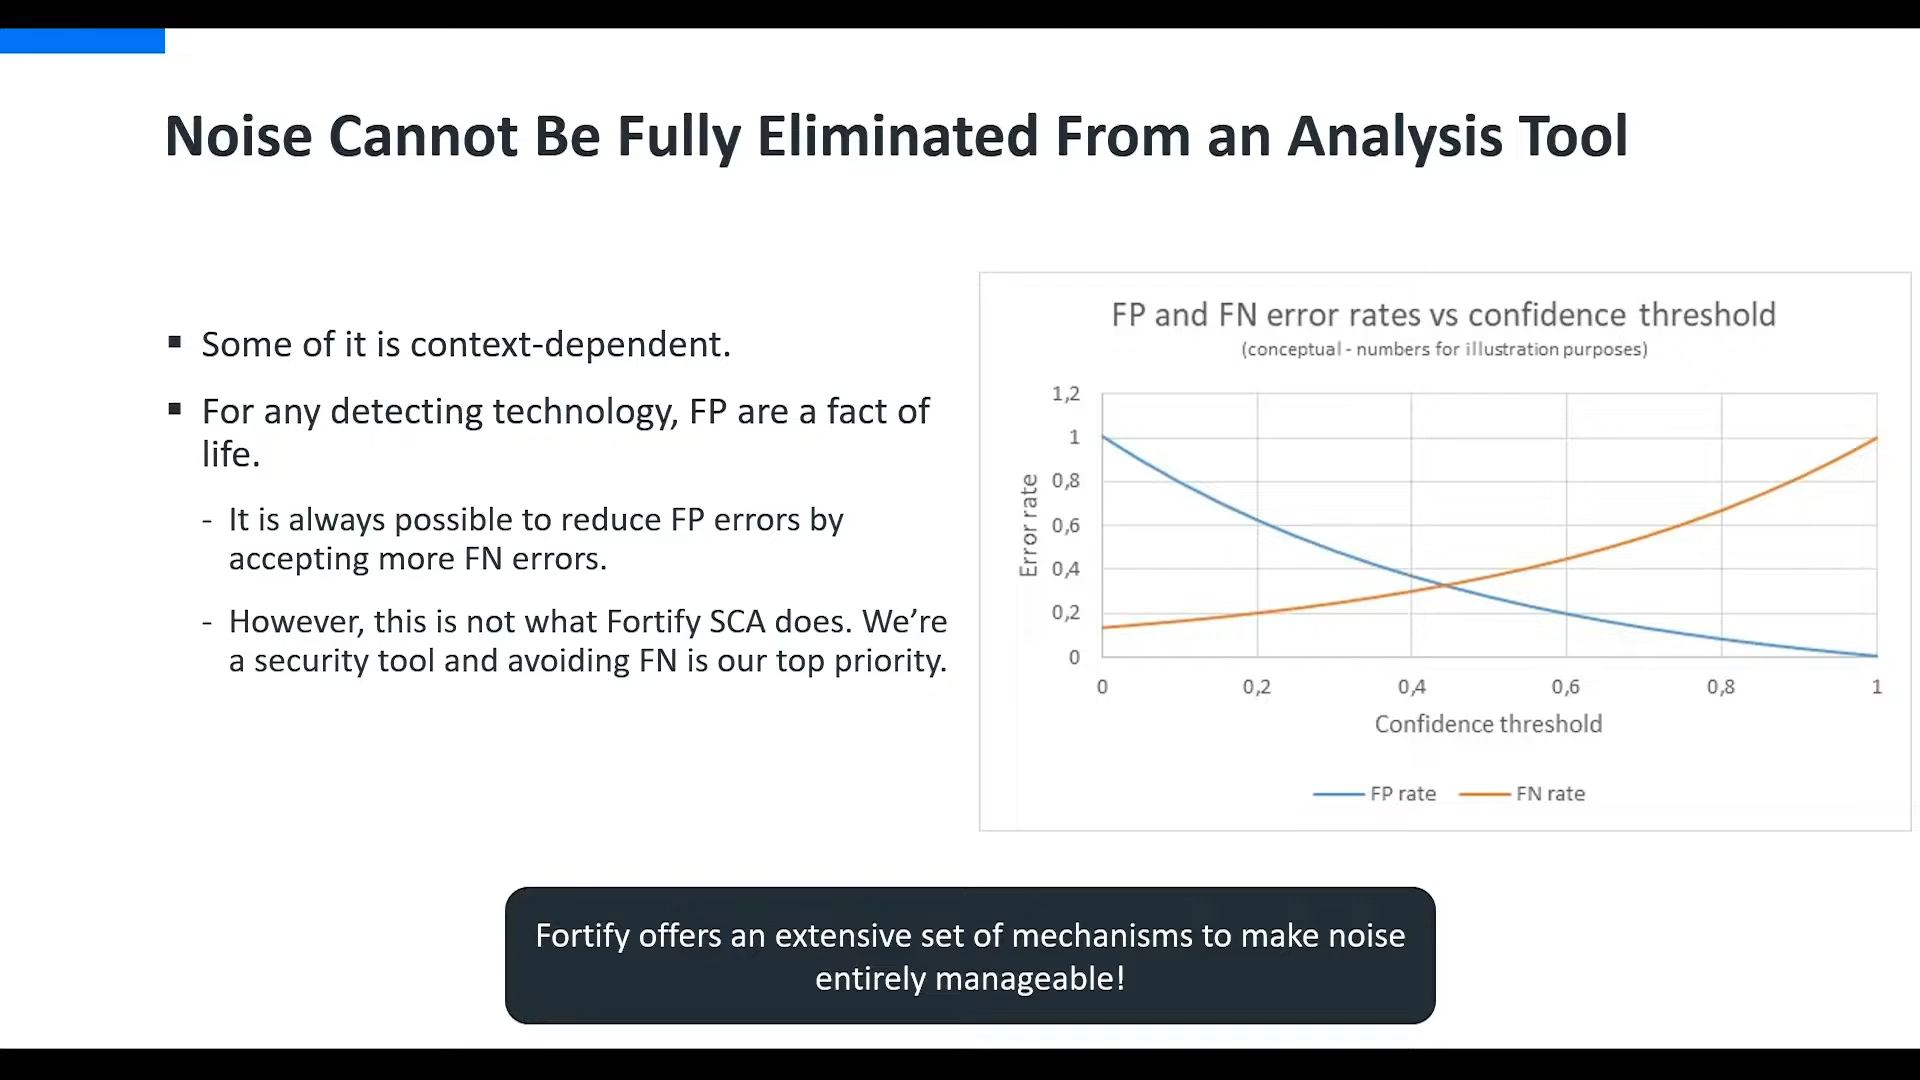 Noise Cannot Be Fully Eliminated From an Analysis Tool
▪ Some of it is context-dependent.
▪ For any detecting technology, FP are a fact of
life.
- It is always possible to reduce FP errors by
accepting more FN errors.
- However, this is not what Fortify SCA does. We’re
a security tool and avoiding FN is our top priority.
FP and FN error rates vs confidence threshold
(conceptual - numbers for illustration purposes)
Error rate
1,2
1
0,8
0,6
0,4
0,2
0
0 0,2 0,4 0,6 0,8 1
Confidence threshold
FP rate FN rate
Fortify offers an extensive set of mechanisms to make noise
entirely manageable!